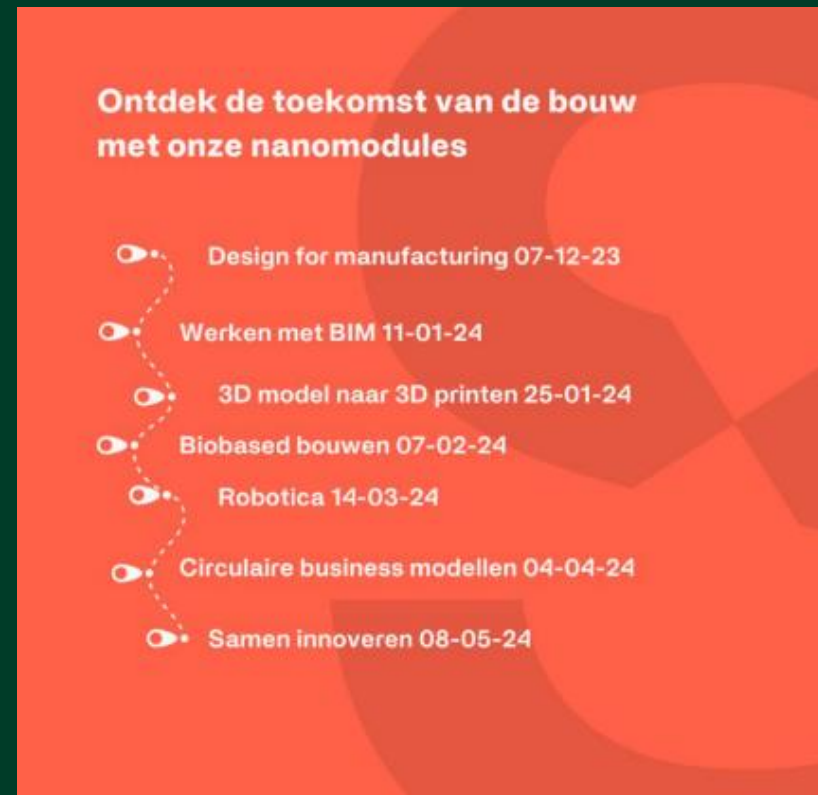 Ontdek de toekomst van de bouw
met onze nanomodules
Design for manufacturing 07-12-23
Werken met BIM 11-01-24
3D model naar 3D printen 25-01-24
Biobased bouwen 07-02-24
Robotica 14-03-24
Circulaire business modellen 04-04-24
Samen innoveren 08-05-24